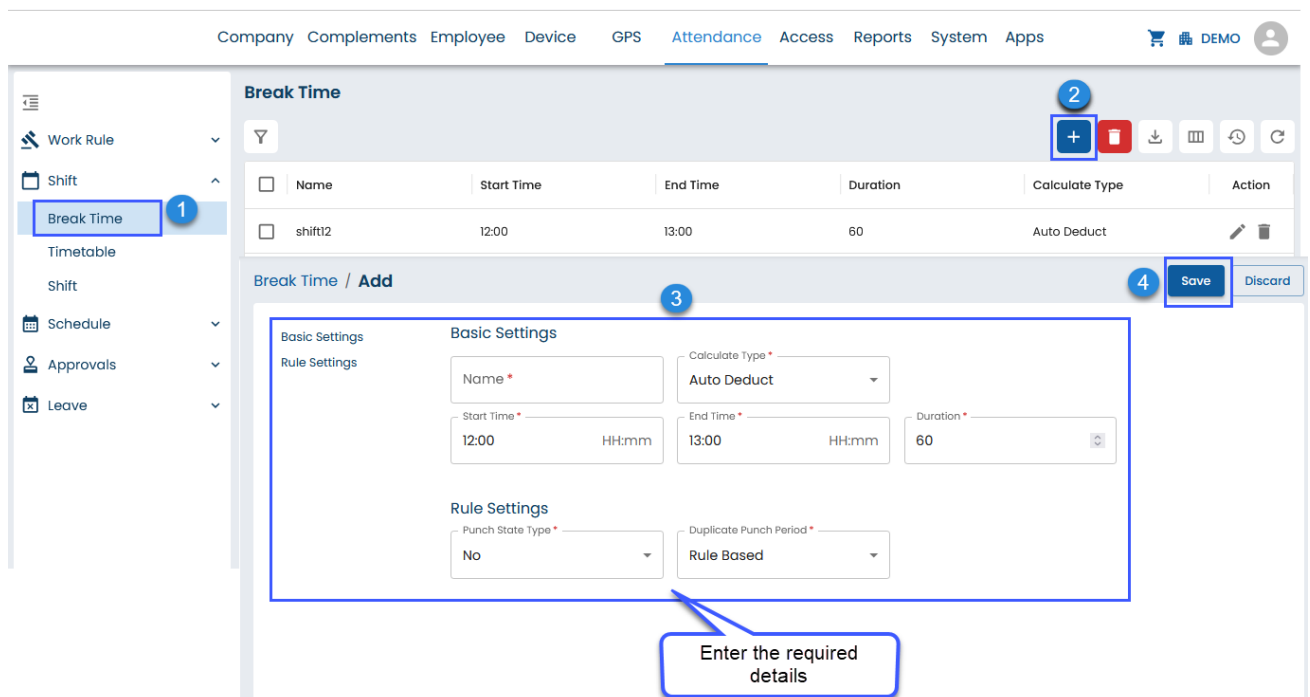 Company Complements Employee Device GPS Attendance Access Reports System Apps DEMO
Break Time
2
Work Rule
Shift
Break Time
1
Timetable
Shift
Schedule
Approvals
Leave
Name Start Time End Time Duration Calculate Type Action
shift12 12:00 13:00 60 Auto Deduct
Break Time / Add
4
Save Discard
3
Basic Settings
Rule Settings
Basic Settings
Name *
Calculate Type *
Auto Deduct
Start Time *
12:00 HH:mm
End Time *
13:00 HH:mm
Duration *
60
Rule Settings
Punch State Type *
No
Duplicate Punch Period *
Rule Based
Enter the required
details